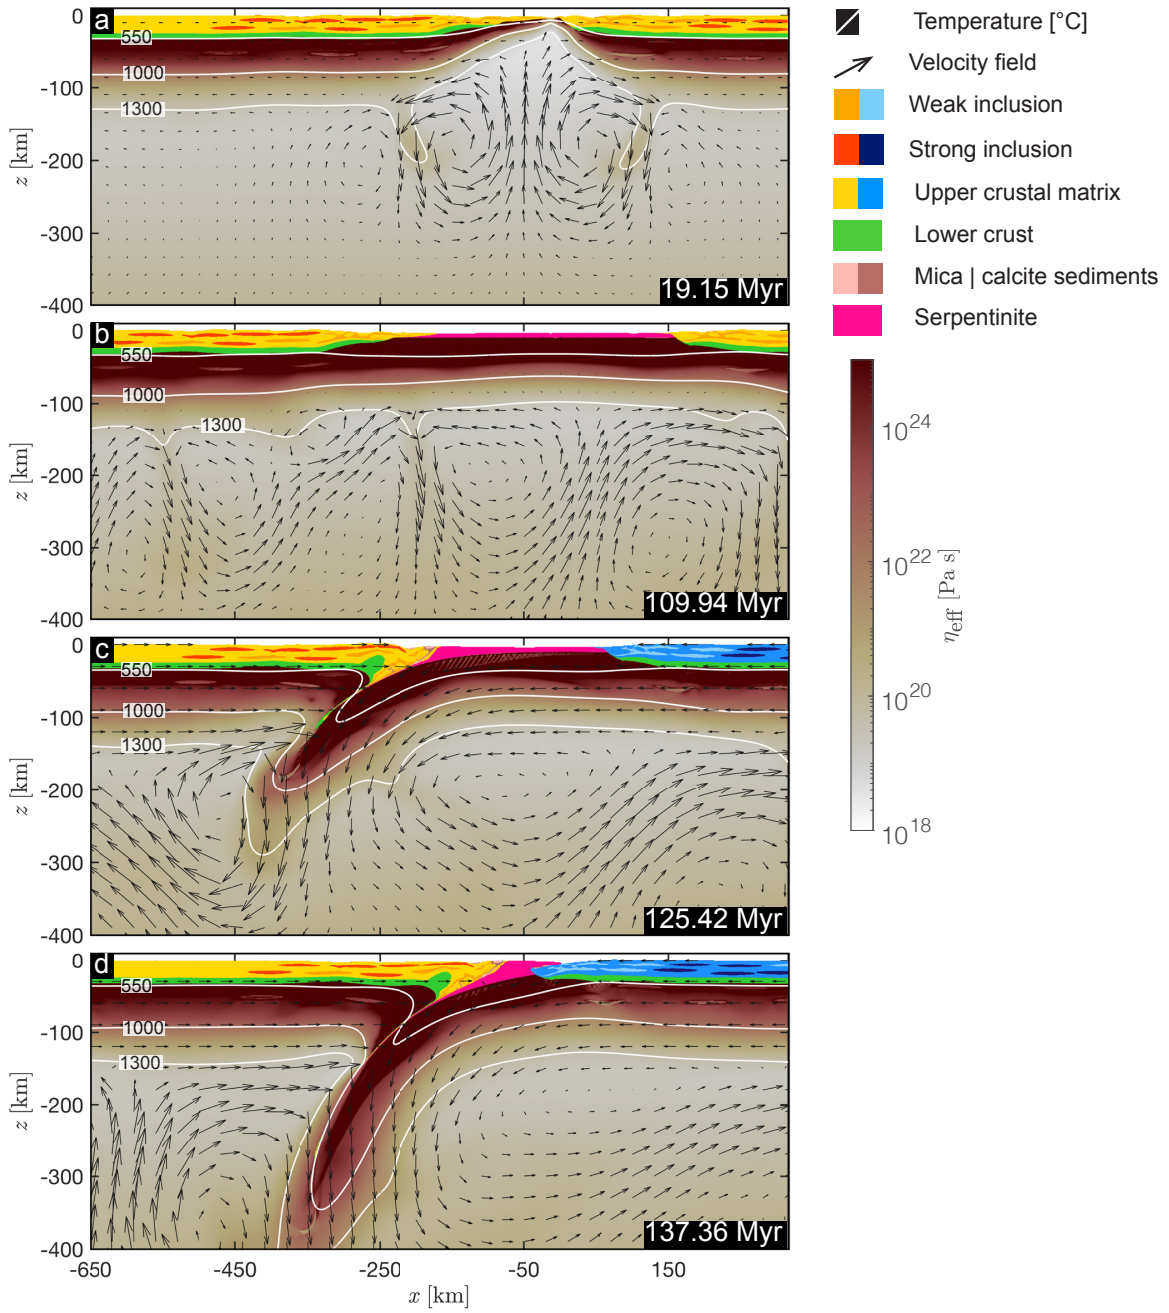 a
0
-100
-200
-300
-400
z [km]
550
1000
1300
19.15 Myr
b
0
-100
-200
-300
-400
z [km]
550
1000
1300
109.94 Myr
c
0
-100
-200
-300
-400
z [km]
550
1000
1300
125.42 Myr
d
0
-100
-200
-300
-400
z [km]
550
1000
1300
137.36 Myr
-650 -450 -250 -50 150
x [km]
Temperature [°C]
Velocity field
Weak inclusion
Strong inclusion
Upper crustal matrix
Lower crust
Mica | calcite sediments
Serpentinite
10^24
10^22
10^20
10^18
η_eff [Pa s]